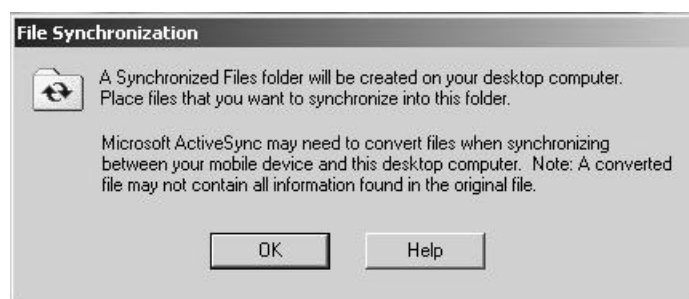 File Synchronization
A Synchronized Files folder will be created on your desktop computer.
Place files that you want to synchronize into this folder.
Microsoft ActiveSync may need to convert files when synchronizing
between your mobile device and this desktop computer. Note: A converted
file may not contain all information found in the original file.
OK
Help